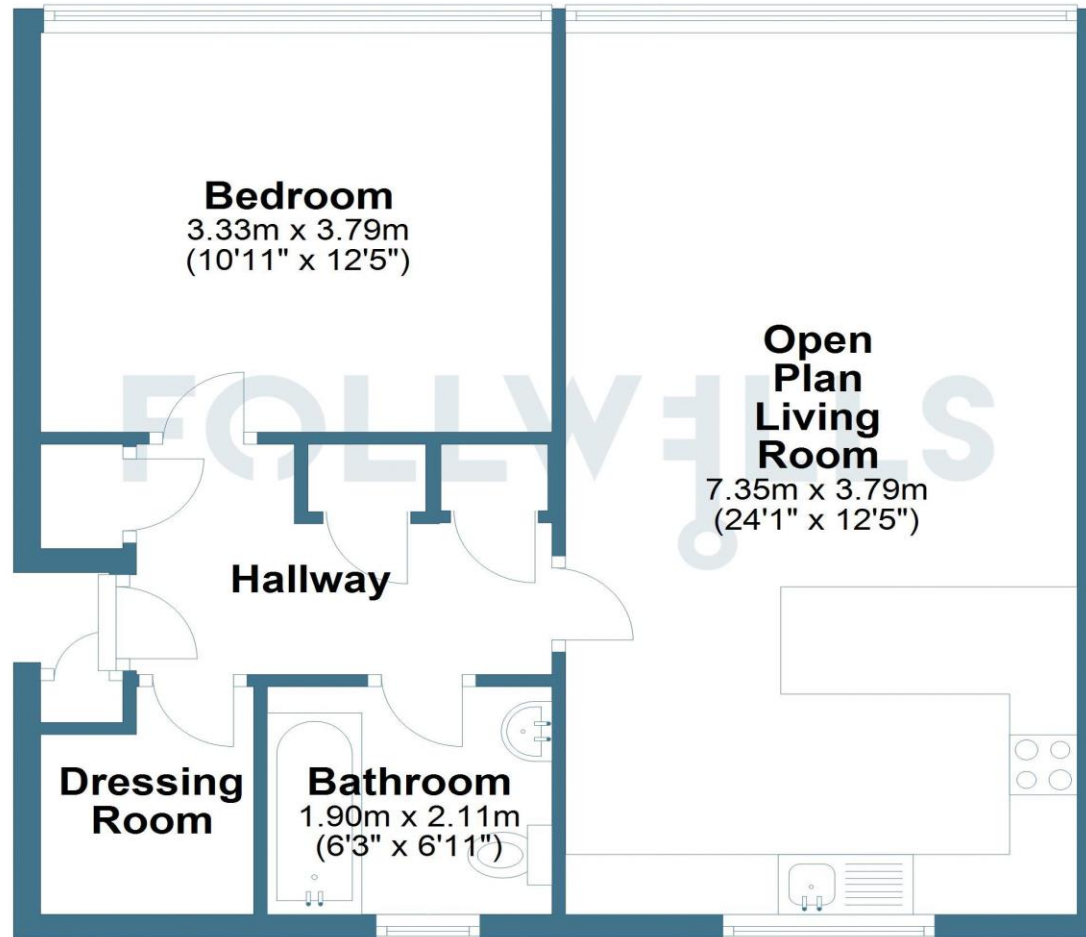 Bedroom
3.33m x 3.79m
(10'11" x 12'5")
Open
Plan
Living
Room
7.35m x 3.79m
(24'1" x 12'5")
FOLLWELLS
Hallway
Dressing
Room
Bathroom
1.90m x 2.11m
(6'3" x 6'11")